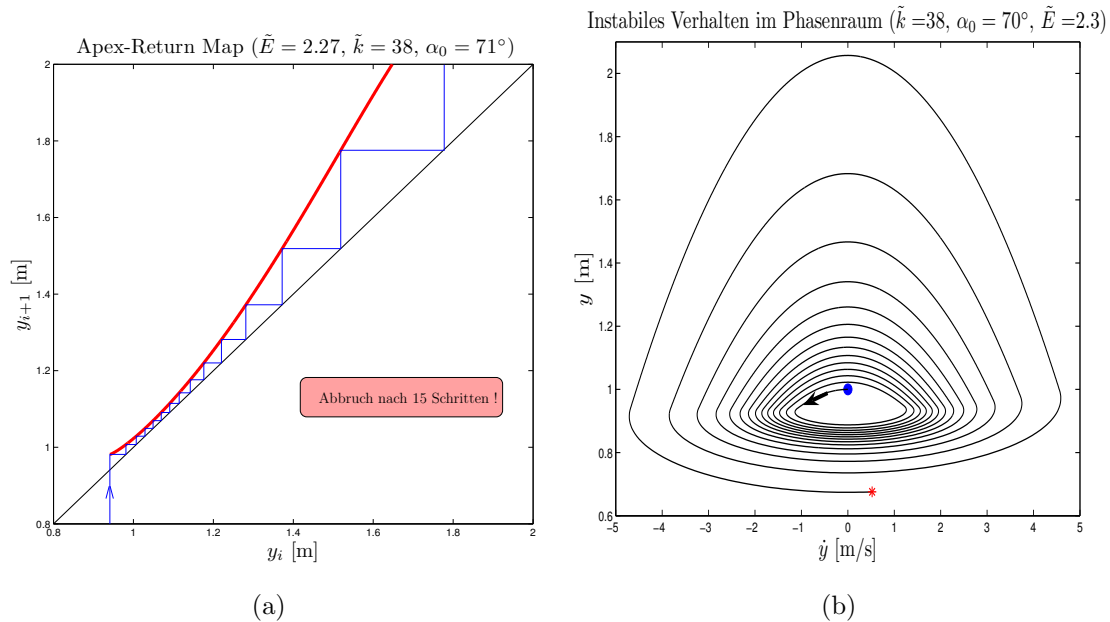 Apex-Return Map (Ẽ = 2.27, k̃ = 38, α₀ = 71°)
2
1.8
1.6
1.4
1.2
1
0.8
yᵢ₊₁ [m]
Abbruch nach 15 Schritten !
0.8 1 1.2 1.4 1.6 1.8 2
yᵢ [m]
(a)
Instabiles Verhalten im Phasenraum (k̃ =38, α₀ = 70°, Ẽ =2.3)
2
1.8
1.6
1.4
1.2
1
0.8
0.6
y [m]
-5 -4 -3 -2 -1 0 1 2 3 4 5
ẏ [m/s]
(b)